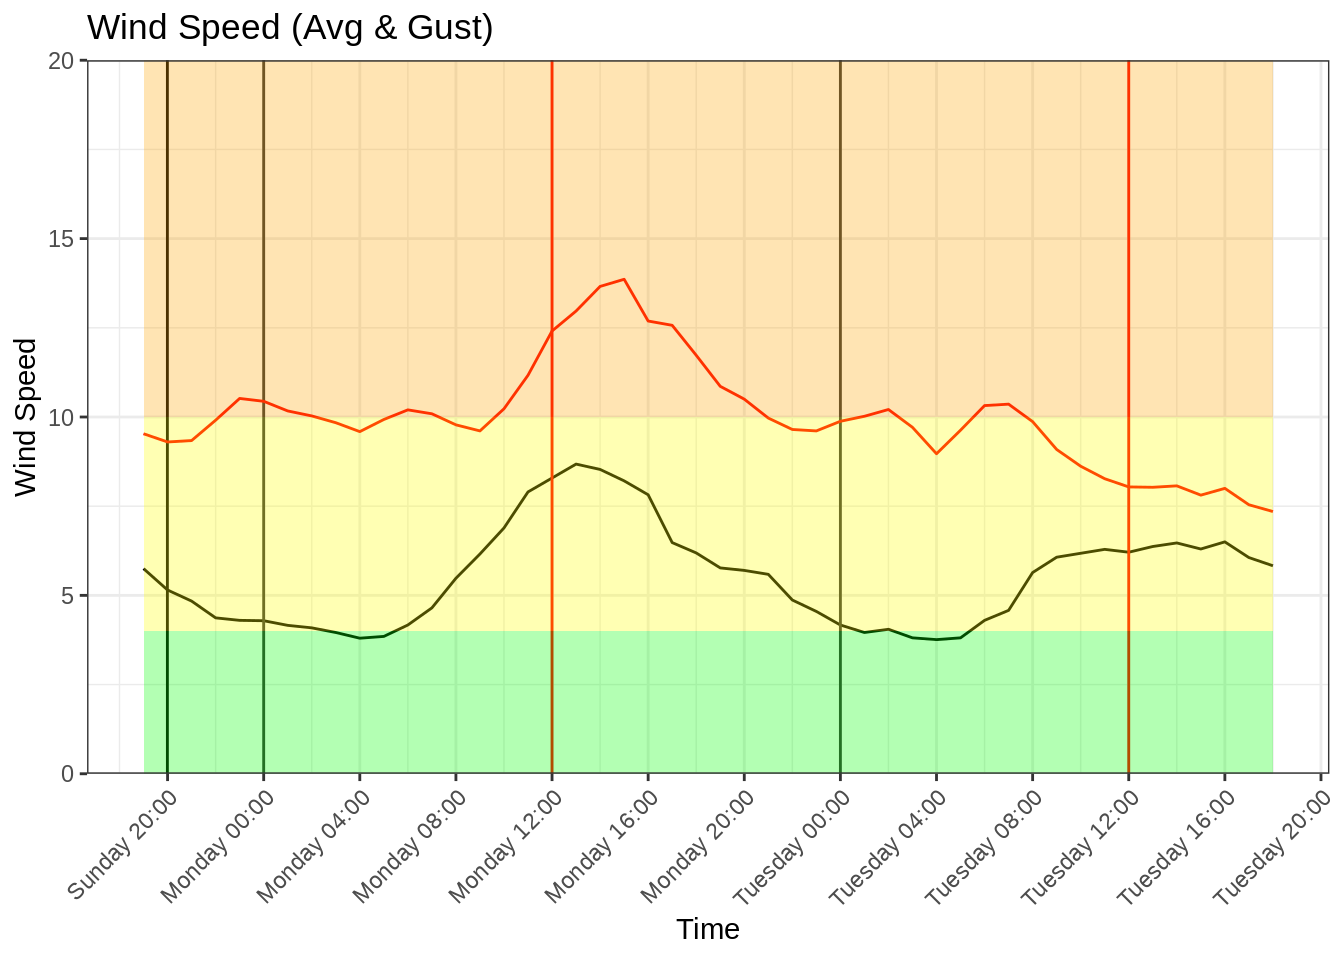 Wind Speed (Avg & Gust)
Wind Speed
20
15
10
5
0
Sunday 20:00
Monday 00:00
Monday 04:00
Monday 08:00
Monday 12:00
Monday 16:00
Monday 20:00
Tuesday 00:00
Tuesday 04:00
Tuesday 08:00
Tuesday 12:00
Tuesday 16:00
Tuesday 20:00
Time